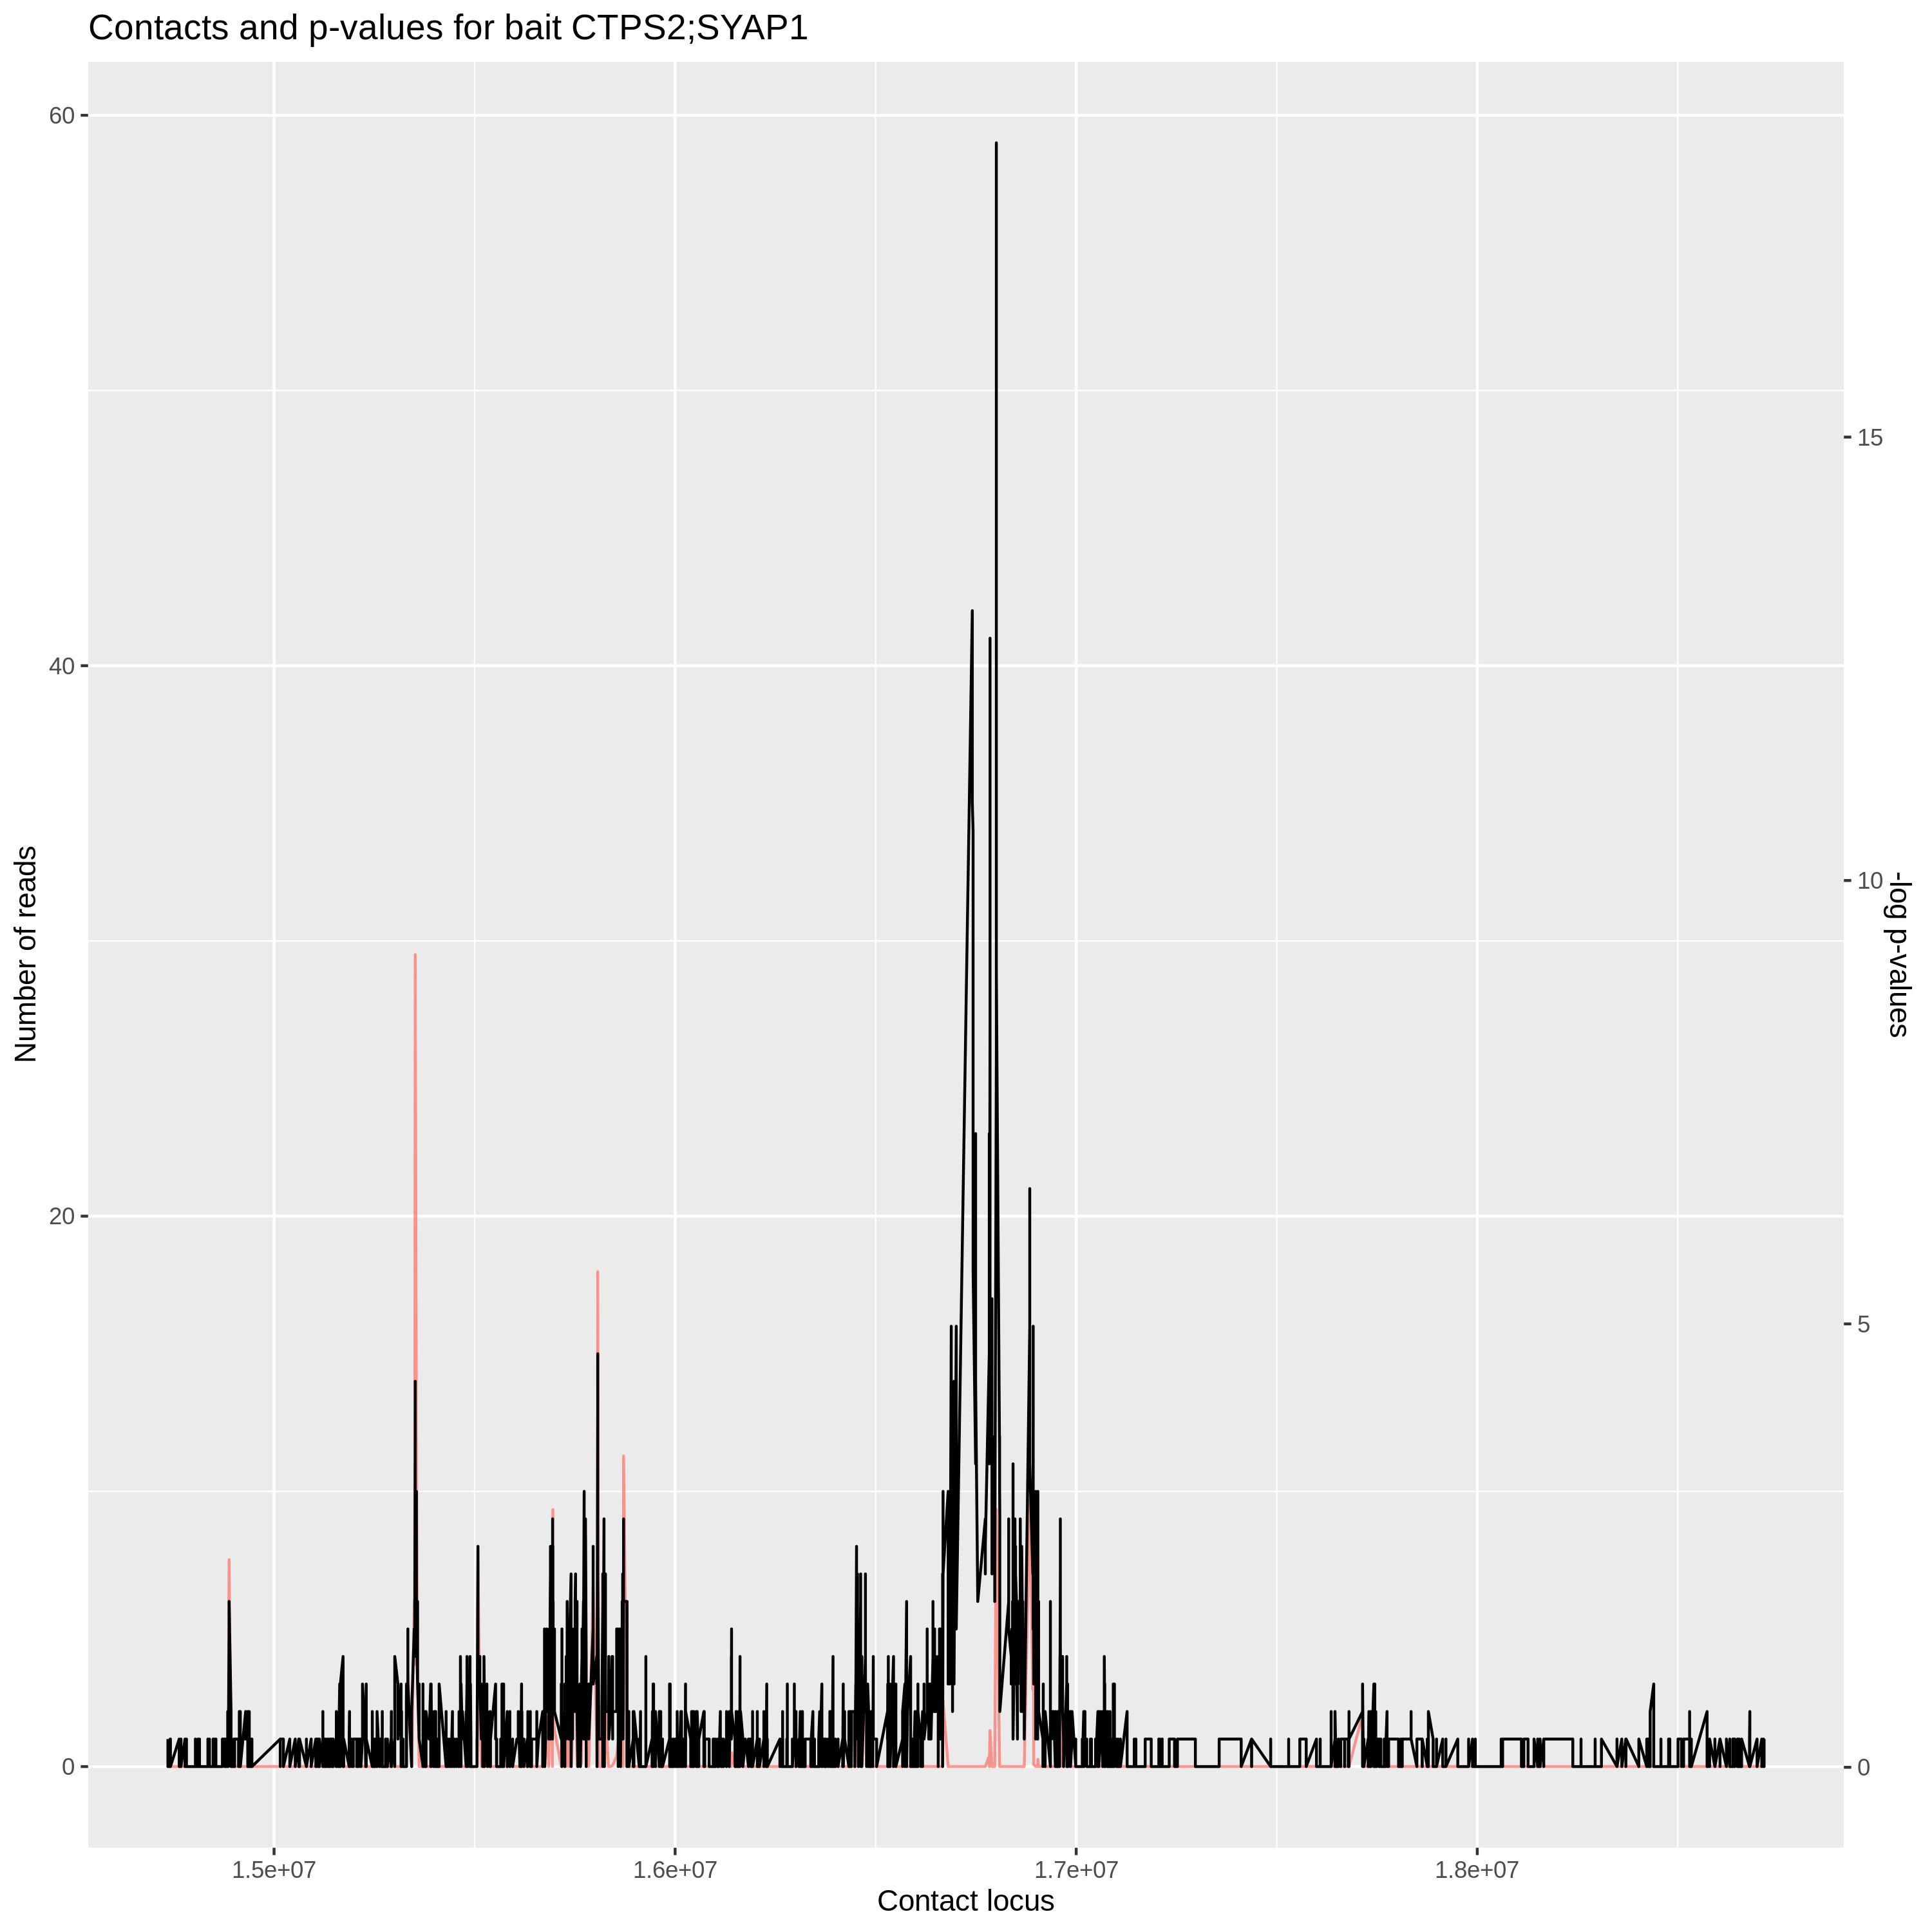 Contacts and p-values for bait CTPS2;SYAP1
60
40
20
0
Number of reads
15
10
5
0
-log p-values
1.5e+07
1.6e+07
1.7e+07
1.8e+07
Contact locus